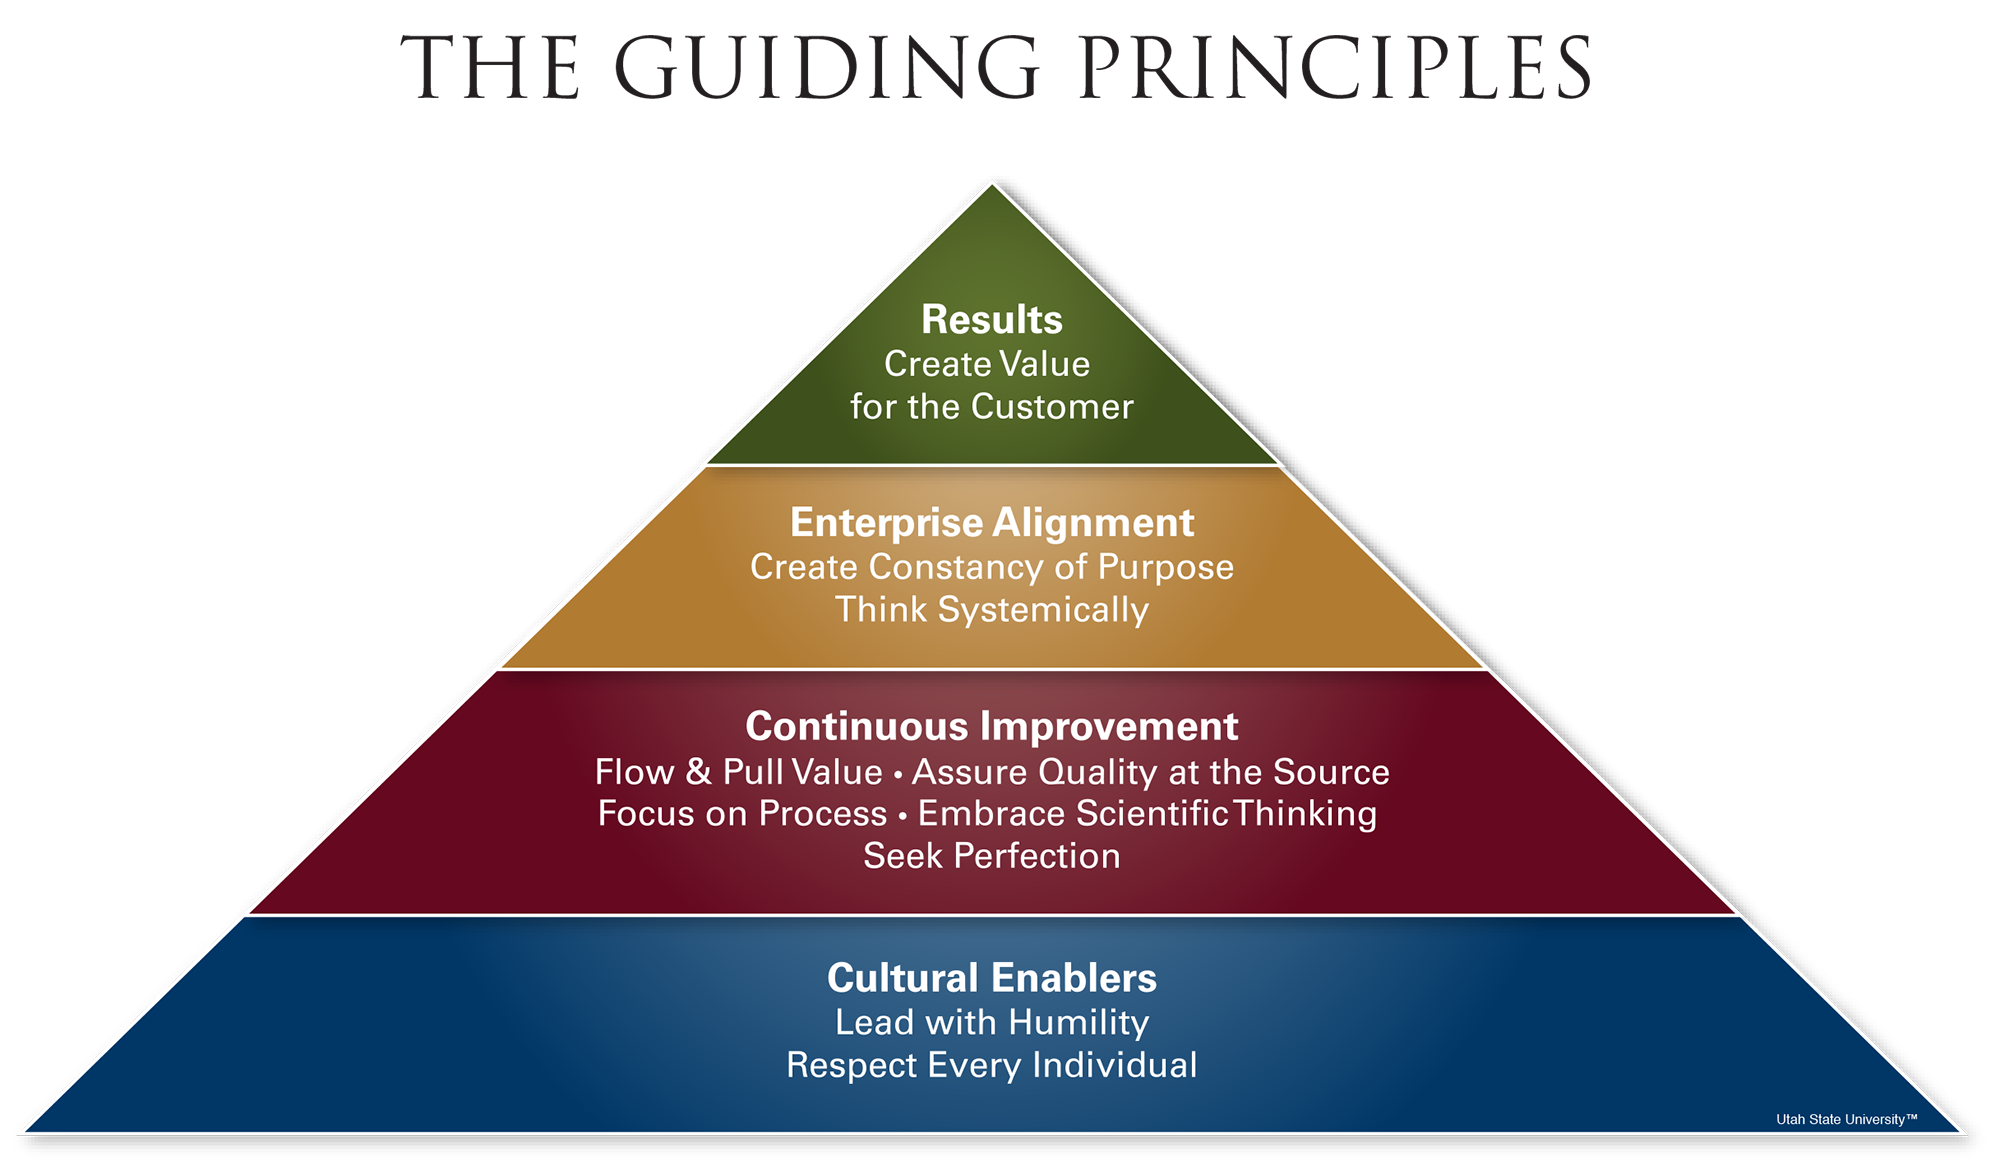 THE GUIDING PRINCIPLES
Results
Create Value
for the Customer
Enterprise Alignment
Create Constancy of Purpose
Think Systemically
Continuous Improvement
Flow & Pull Value • Assure Quality at the Source
Focus on Process • Embrace Scientific Thinking
Seek Perfection
Cultural Enablers
Lead with Humility
Respect Every Individual
Utah State University™